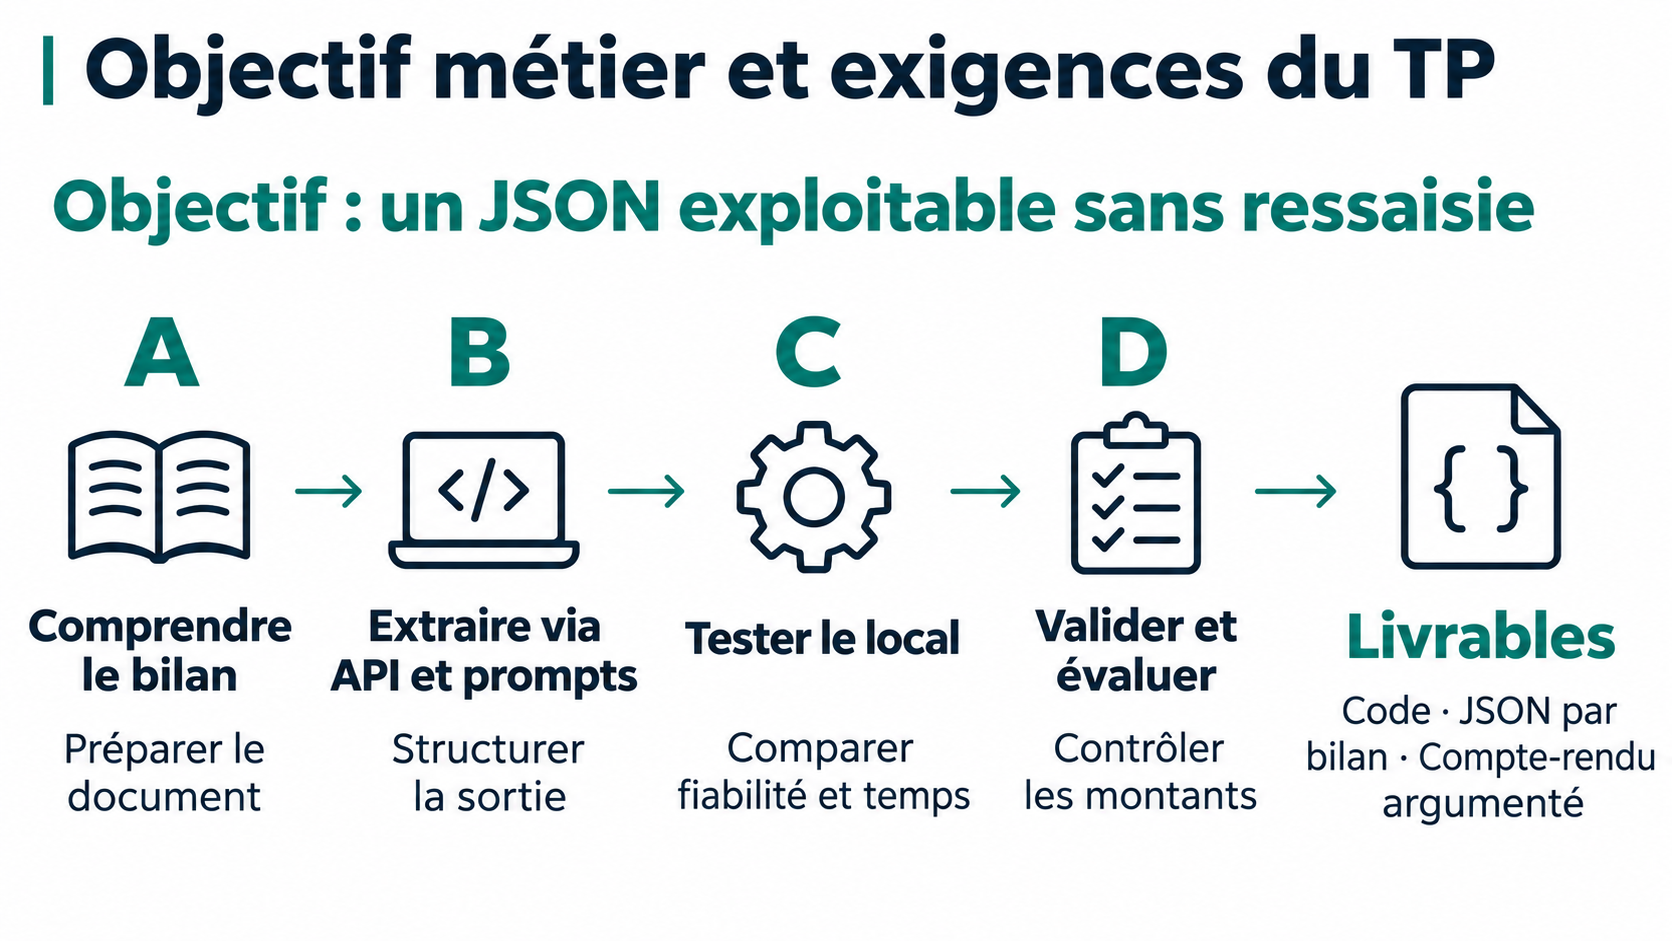 Objectif métier et exigences du TP
Objectif : un JSON exploitable sans ressaisie
A
Comprendre
le bilan
Préparer le
document
B
</>
Extraire via
API et prompts
Structurer
la sortie
C
Tester le local
Comparer
fiabilité et temps
D
Valider et
évaluer
Contrôler
les montants
{ }
Livrables
Code · JSON par
bilan · Compte-rendu
argumenté